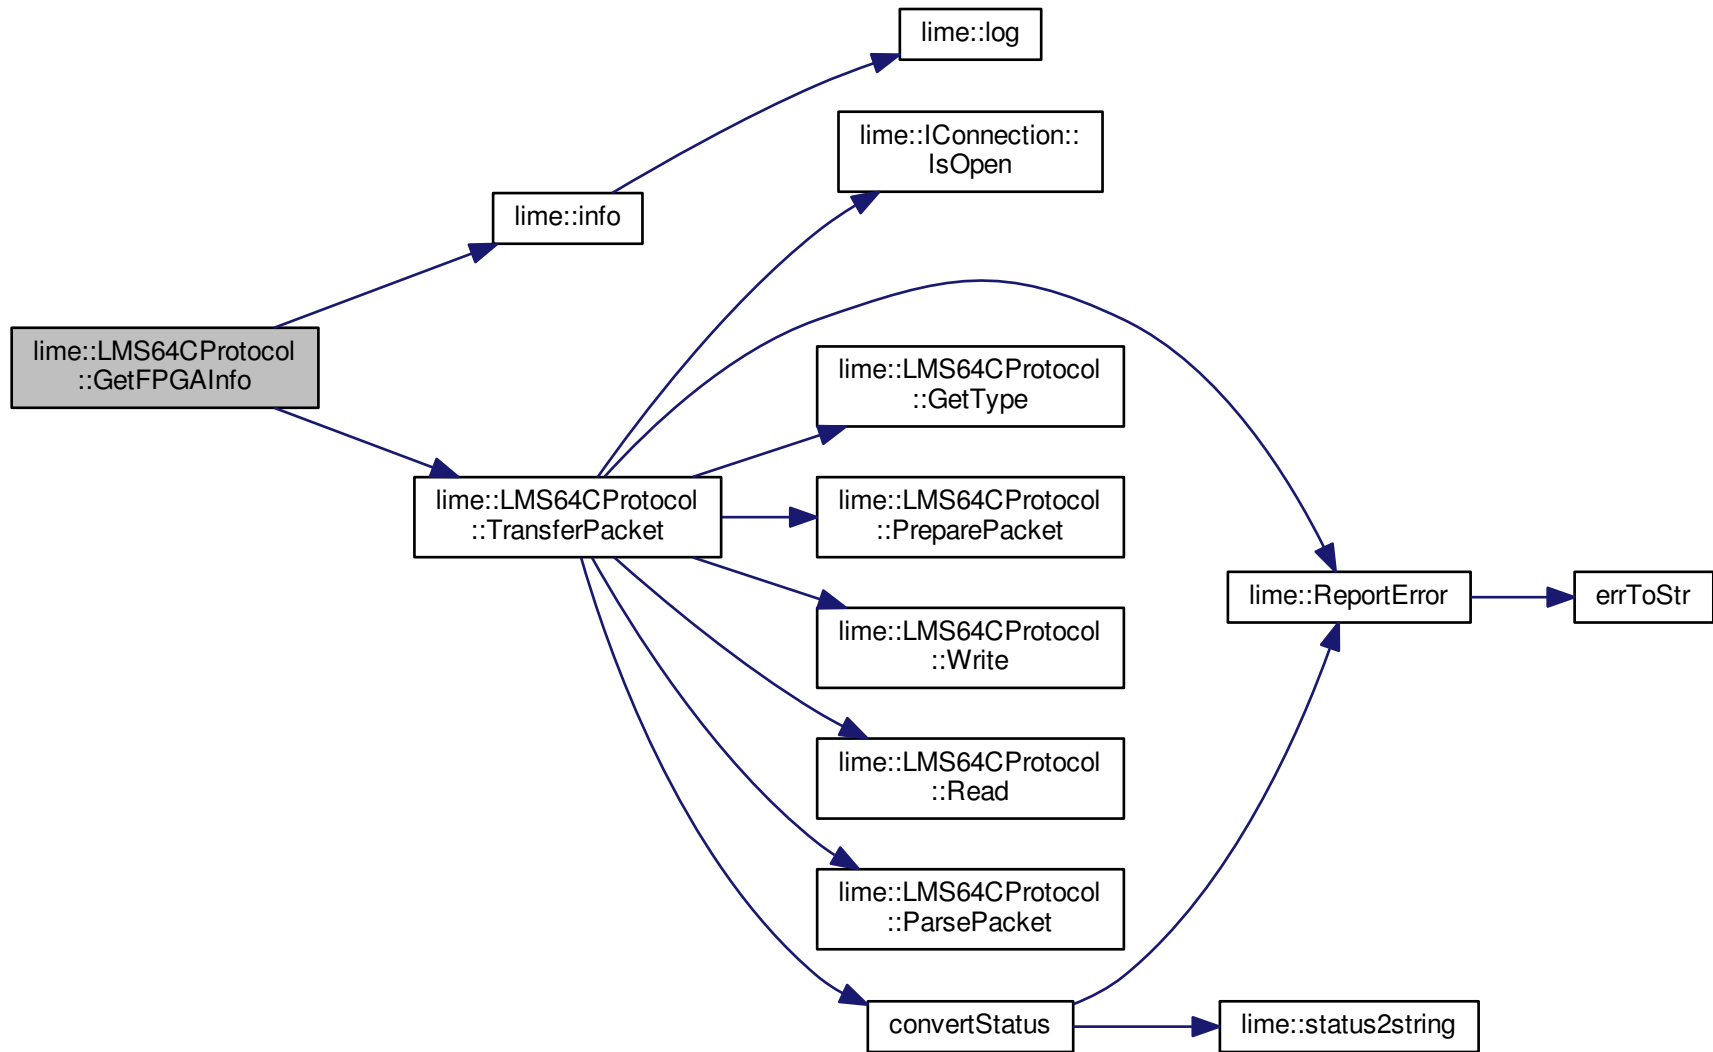 lime::log
lime::IConnection::
IsOpen
lime::info
lime::LMS64CProtocol
::GetFPGAInfo
lime::LMS64CProtocol
::GetType
lime::LMS64CProtocol
::TransferPacket
lime::LMS64CProtocol
::PreparePacket
lime::ReportError
errToStr
lime::LMS64CProtocol
::Write
lime::LMS64CProtocol
::Read
lime::LMS64CProtocol
::ParsePacket
convertStatus
lime::status2string